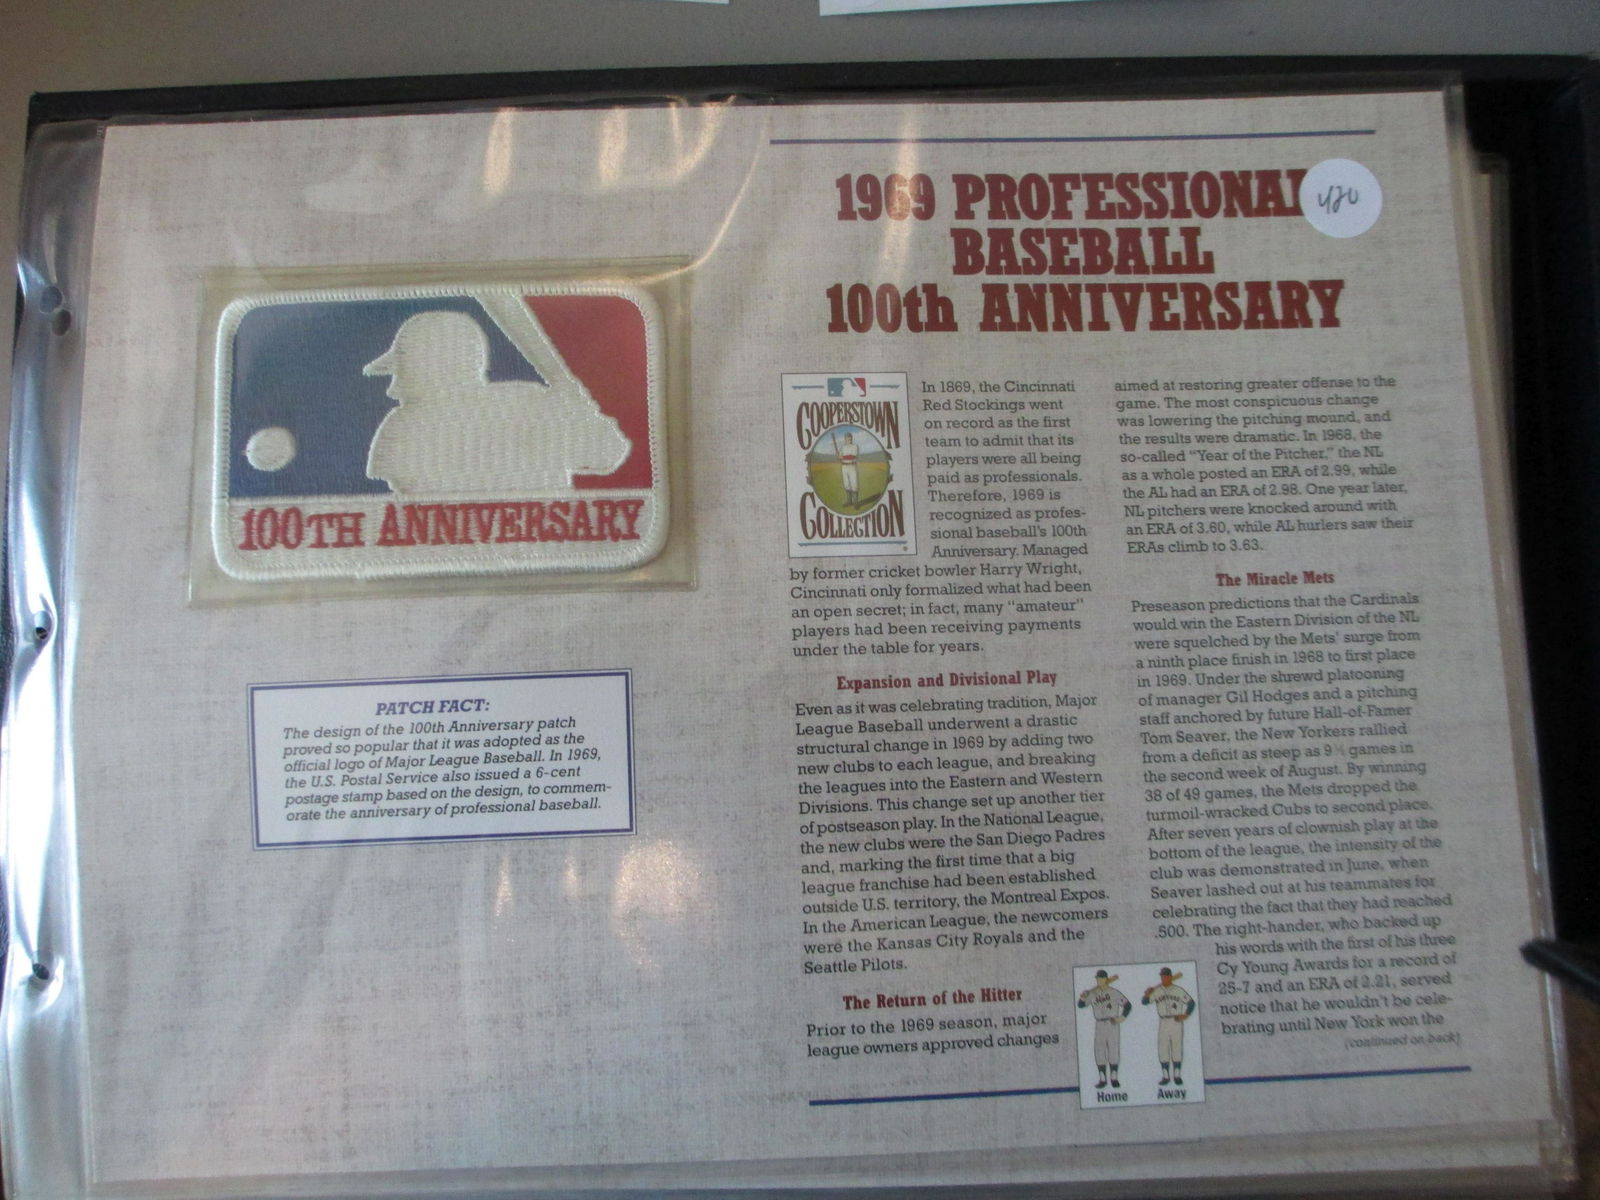 1969 PROFESSIONAL
BASEBALL
100th ANNIVERSARY
420
100TH ANNIVERSARY
PATCH FACT:
The design of the 100th Anniversary patch
proved so popular that it was adopted as the
official logo of Major League Baseball. In 1969,
the U.S. Postal Service also issued a 6-cent
postage stamp based on the design, to commem-
orate the anniversary of professional baseball.
COOPERSTOWN
COLLECTION
In 1869, the Cincinnati
Red Stockings went
on record as the first
team to admit that its
players were all being
paid as professionals.
Therefore, 1969 is
recognized as profes-
sional baseball's 100th
Anniversary. Managed
by former cricket bowler Harry Wright,
Cincinnati only formalized what had been
an open secret; in fact, many "amateur"
players had been receiving payments
under the table for years.
Expansion and Divisional Play
Even as it was celebrating tradition, Major
League Baseball underwent a drastic
structural change in 1969 by adding two
new clubs to each league, and breaking
the leagues into the Eastern and Western
Divisions. This change set up another tier
of postseason play. In the National League,
the new clubs were the San Diego Padres
and, marking the first time that a big
league franchise had been established
outside U.S. territory, the Montreal Expos.
In the American League, the newcomers
were the Kansas City Royals and the
Seattle Pilots.
The Return of the Hitter
Prior to the 1969 season, major
league owners approved changes
aimed at restoring greater offense to the
game. The most conspicuous change
was lowering the pitching mound, and
the results were dramatic. In 1968, the
so-called "Year of the Pitcher," the NL
as a whole posted an ERA of 2.99, while
the AL had an ERA of 2.98. One year later,
NL pitchers were knocked around with
an ERA of 3.60, while AL hurlers saw their
ERAs climb to 3.63.
The Miracle Mets
Preseason predictions that the Cardinals
would win the Eastern Division of the NL
were squelched by the Mets' surge from
a ninth place finish in 1968 to first place
in 1969. Under the shrewd platooning
of manager Gil Hodges and a pitching
staff anchored by future Hall-of-Famer
Tom Seaver, the New Yorkers rallied
from a deficit as steep as 9½ games in
the second week of August. By winning
38 of 49 games, the Mets dropped the
turmoil-wracked Cubs to second place.
After seven years of clownish play at the
bottom of the league, the intensity of the
club was demonstrated in June, when
Seaver lashed out at his teammates for
celebrating the fact that they had reached
.500. The right-hander, who backed up
his words with the first of his three
Cy Young Awards for a record of
25-7 and an ERA of 2.21, served
notice that he wouldn't be cele-
brating until New York won the
(continued on back)
Home
Away